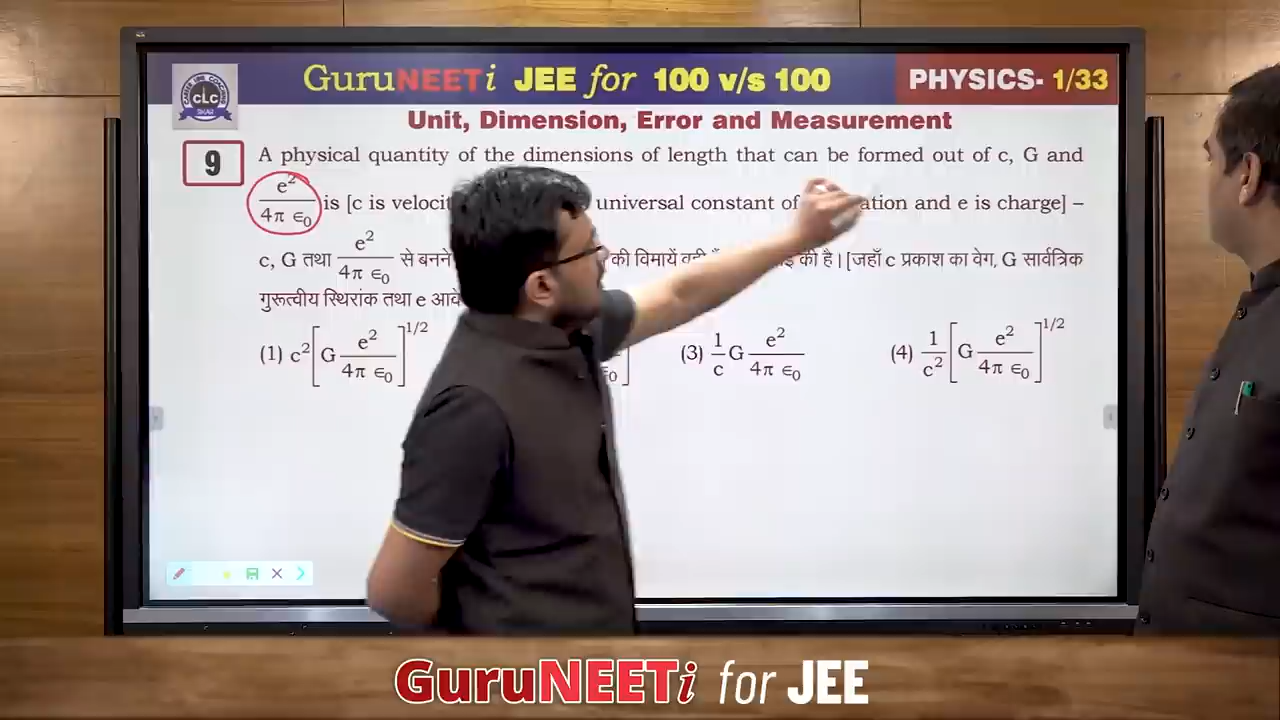 GuruNEETi JEE for 100 v/s 100 PHYSICS- 1/33
CLC
Unit, Dimension, Error and Measurement
9 A physical quantity of the dimensions of length that can be formed out of c, G and
e²/4π ∈₀ is [c is universal constant of and e is charge] –
c, G तथा e²/4π ∈₀ से बनने की विमायें की है। [जहाँ c प्रकाश का वेग, G सार्वत्रिक
गुरूत्वीय स्थिरांक तथा e
(1) c²[G e²/4π ∈₀]^1/2 (3) 1/c G e²/4π ∈₀ (4) 1/c² [G e²/4π ∈₀]^1/2
GuruNEETi for JEE